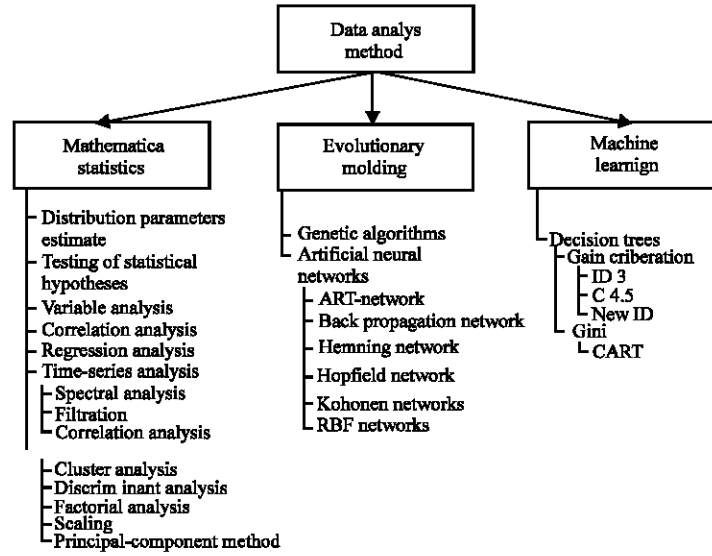 Data analys
method
Mathematica
statistics
Distribution parameters
estimate
Testing of statistical
hypotheses
Variable analysis
Correlation analysis
Regression analysis
Time-series analysis
Spectral analysis
Filtration
Correlation analysis
Cluster analysis
Discrim inant analysis
Factorial analysis
Scaling
Principal-component method
Evolutionary
molding
Genetic algorithms
Artificial neural
networks
ART-network
Back propagation network
Hemning network
Hopfield network
Kohonen networks
RBF networks
Machine
learnign
Decision trees
Gain criberation
ID 3
C 4.5
New ID
Gini
CART